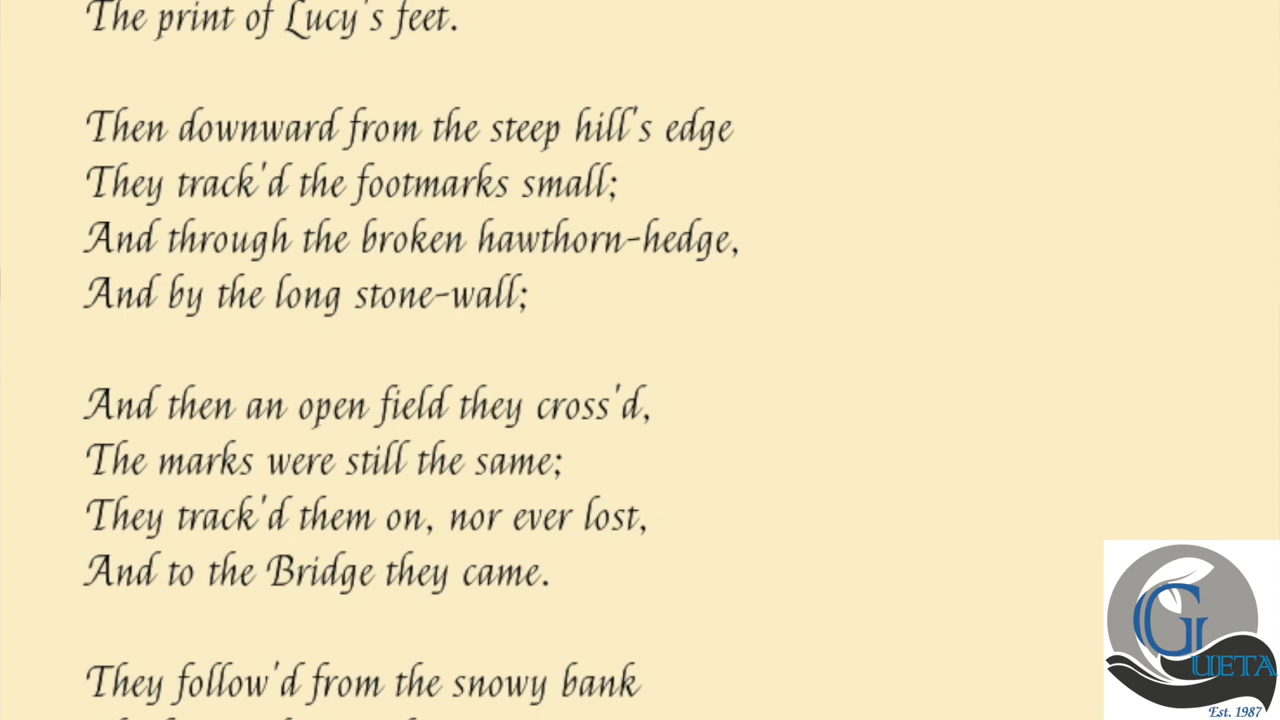 The print of Lucy's feet.
Then downward from the steep hill's edge
They track'd the footmarks small;
And through the broken hawthorn-hedge,
And by the long stone-wall;
And then an open field they cross'd,
The marks were still the same;
They track'd them on, nor ever lost,
And to the Bridge they came.
They follow'd from the snowy bank
GUETA
Est. 1987